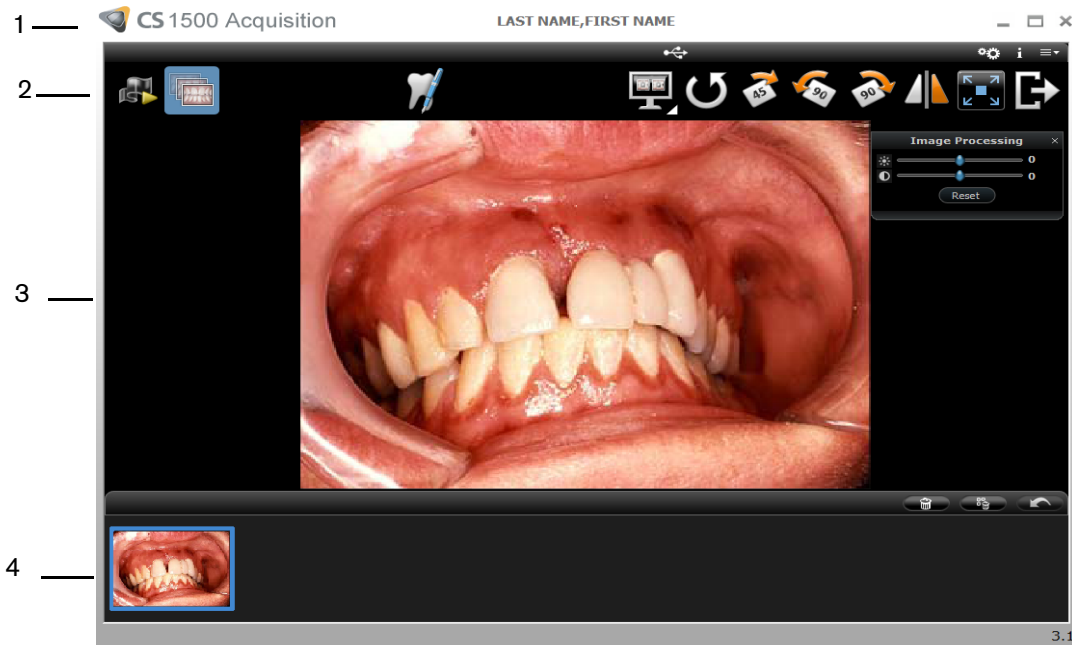 1
CS 1500 Acquisition
LAST NAME,FIRST NAME
i
2
45
90
90
Image Processing
0
0
Reset
3
4
3.1